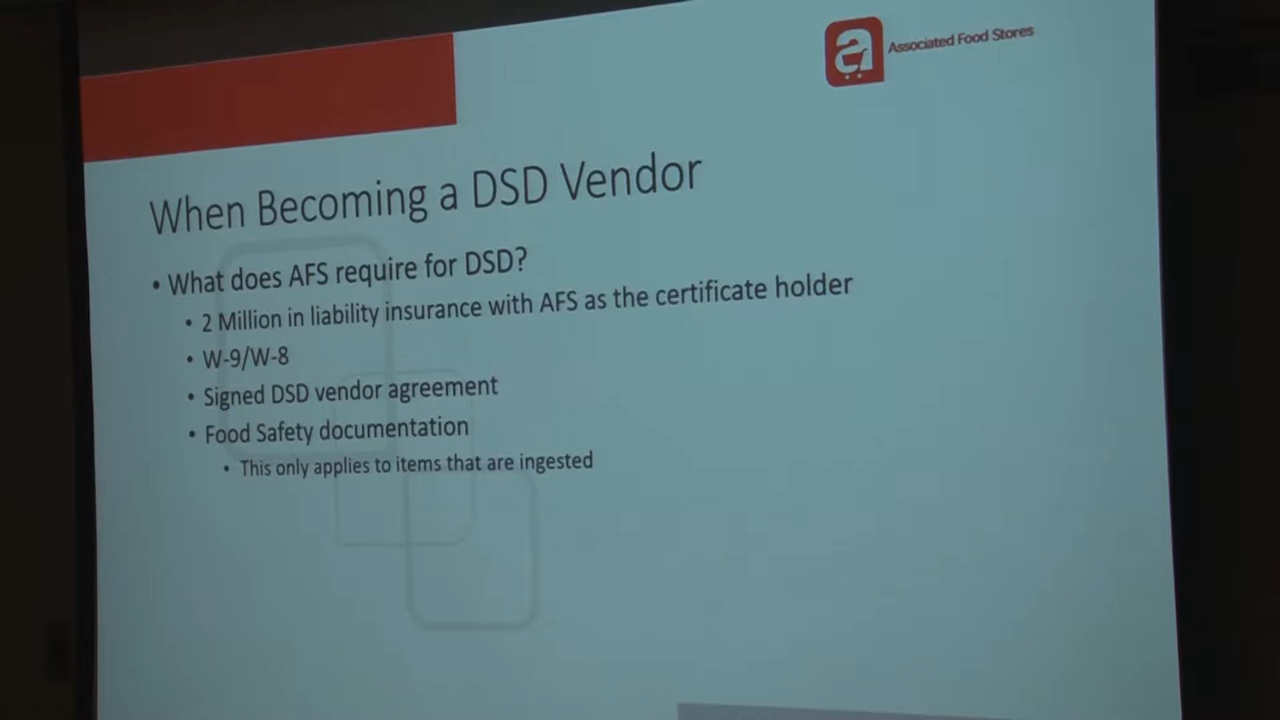 Associated Food Stores
When Becoming a DSD Vendor
• What does AFS require for DSD?
• 2 Million in liability insurance with AFS as the certificate holder
• W-9/W-8
• Signed DSD vendor agreement
• Food Safety documentation
• This only applies to items that are ingested